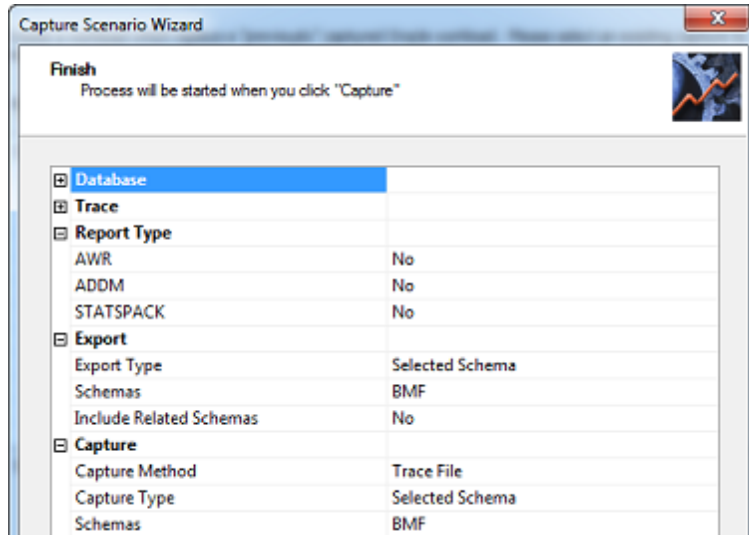 Capture Scenario Wizard
Finish
Process will be started when you click "Capture"
Database
Trace
Report Type
AWR No
ADDM No
STATSPACK No
Export
Export Type Selected Schema
Schemas BMF
Include Related Schemas No
Capture
Capture Method Trace File
Capture Type Selected Schema
Schemas BMF